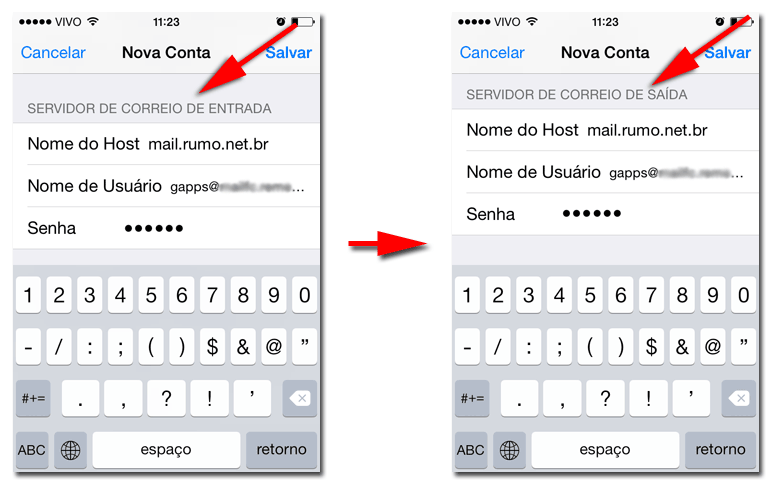 VIVO 11:23
Cancelar Nova Conta Salvar
SERVIDOR DE CORREIO DE ENTRADA
Nome do Host mail.rumo.net.br
Nome de Usuário gapps@ ...
Senha ••••••
1 2 3 4 5 6 7 8 9 0
- / : ; ( ) $ & @ ”
#+= . , ? ! ’
ABC espaço retorno
VIVO 11:23
Cancelar Nova Conta Salvar
SERVIDOR DE CORREIO DE SAÍDA
Nome do Host mail.rumo.net.br
Nome de Usuário gapps@ ...
Senha ••••••
1 2 3 4 5 6 7 8 9 0
- / : ; ( ) $ & @ ”
#+= . , ? ! ’
ABC espaço retorno